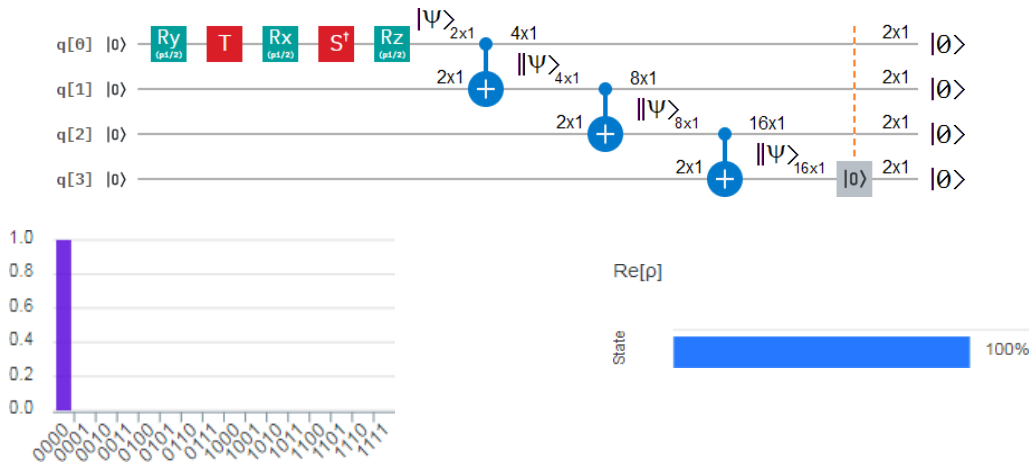 |Ψ⟩2x1 4x1 2x1
q[0] |0⟩ Ry (pi/2) T Rx (pi/2) S† Rz (pi/2) |0⟩
‖Ψ⟩4x1 8x1
q[1] |0⟩ 2x1 + 2x1 |0⟩
‖Ψ⟩8x1 16x1
q[2] |0⟩ 2x1 + 2x1 |0⟩
‖Ψ⟩16x1
q[3] |0⟩ 2x1 + |0⟩ 2x1 |0⟩
1.0
0.8
0.6
0.4
0.2
0.0
0000 0001 0010 0011 0100 0101 0110 0111 1000 1001 1010 1011 1100 1101 1110 1111
Re[ρ]
State
100%